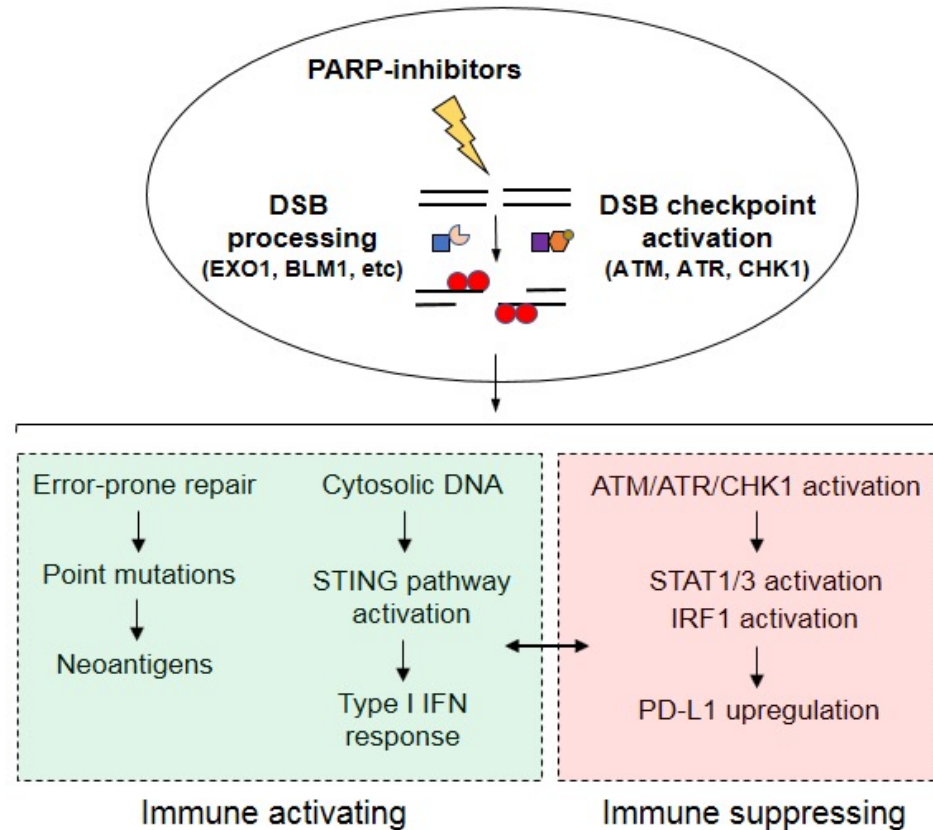 PARP-inhibitors
DSB
processing
(EXO1, BLM1, etc)
DSB checkpoint
activation
(ATM, ATR, CHK1)
Error-prone repair
Point mutations
Neoantigens
Cytosolic DNA
STING pathway
activation
Type I IFN
response
ATM/ATR/CHK1 activation
STAT1/3 activation
IRF1 activation
PD-L1 upregulation
Immune activating
Immune suppressing